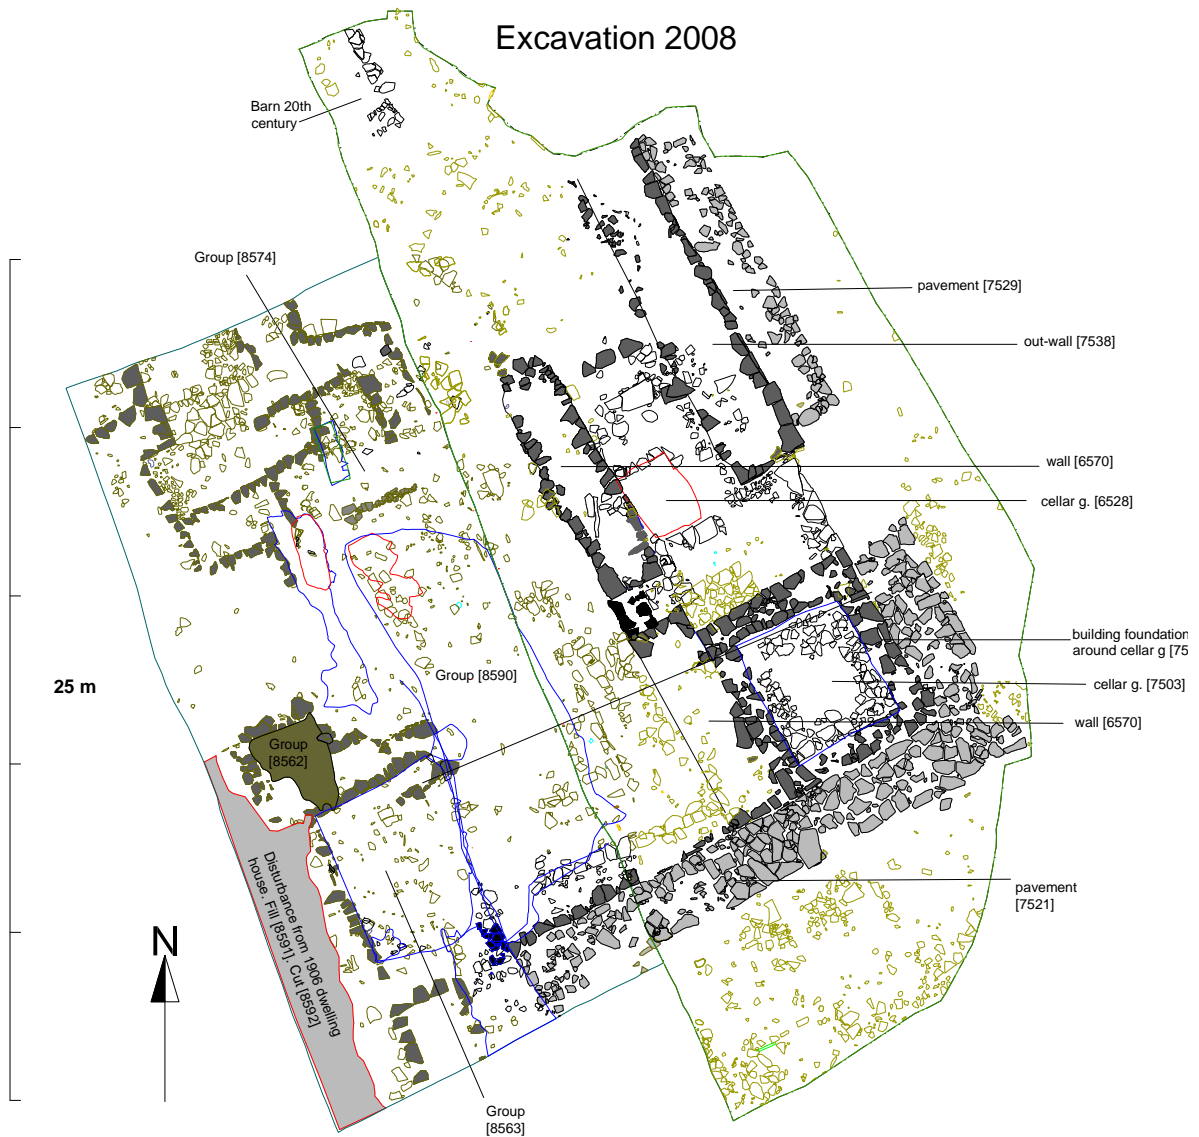 Excavation 2008
Barn 20th
century
Group [8574]
pavement [7529]
out-wall [7538]
wall [6570]
cellar g. [6528]
building foundation
around cellar g [75
cellar g. [7503]
wall [6570]
Group [8590]
25 m
Group
[8562]
Disturbance from 1906 dwelling
house. Fill [8591]. Cut [8592]
pavement
[7521]
N
Group
[8563]